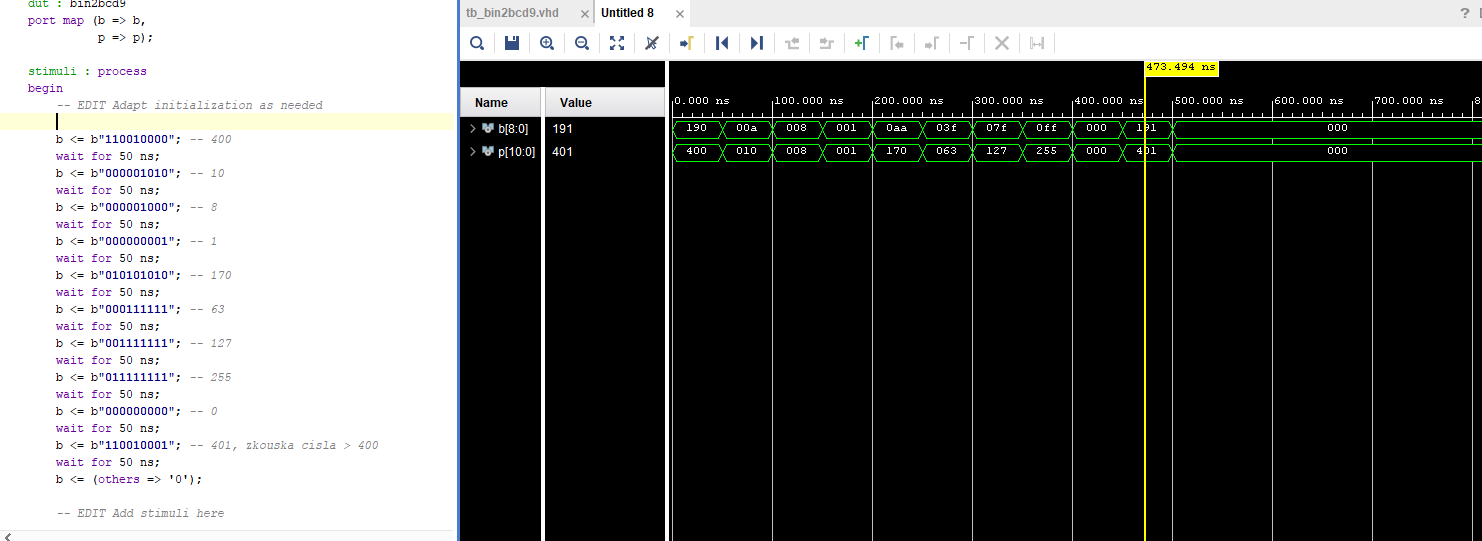 dut : bin2bcd9
port map (b => b,
p => p);
stimuli : process
begin
-- EDIT Adapt initialization as needed
b <= b"110010000"; -- 400
wait for 50 ns;
b <= b"000001010"; -- 10
wait for 50 ns;
b <= b"000001000"; -- 8
wait for 50 ns;
b <= b"000000001"; -- 1
wait for 50 ns;
b <= b"010101010"; -- 170
wait for 50 ns;
b <= b"000111111"; -- 63
wait for 50 ns;
b <= b"001111111"; -- 127
wait for 50 ns;
b <= b"011111111"; -- 255
wait for 50 ns;
b <= b"000000000"; -- 0
wait for 50 ns;
b <= b"110010001"; -- 401, zkouska cisla > 400
wait for 50 ns;
b <= (others => '0');
-- EDIT Add stimuli here
tb_bin2bcd9.vhd Untitled 8
473.494 ns
Name Value
0.000 ns 100.000 ns 200.000 ns 300.000 ns 400.000 ns 500.000 ns 600.000 ns 700.000 ns 8
b[8:0] 191 190 00a 008 001 0aa 03f 07f 0ff 000 191 000
p[10:0] 401 400 010 008 001 170 063 127 255 000 401 000